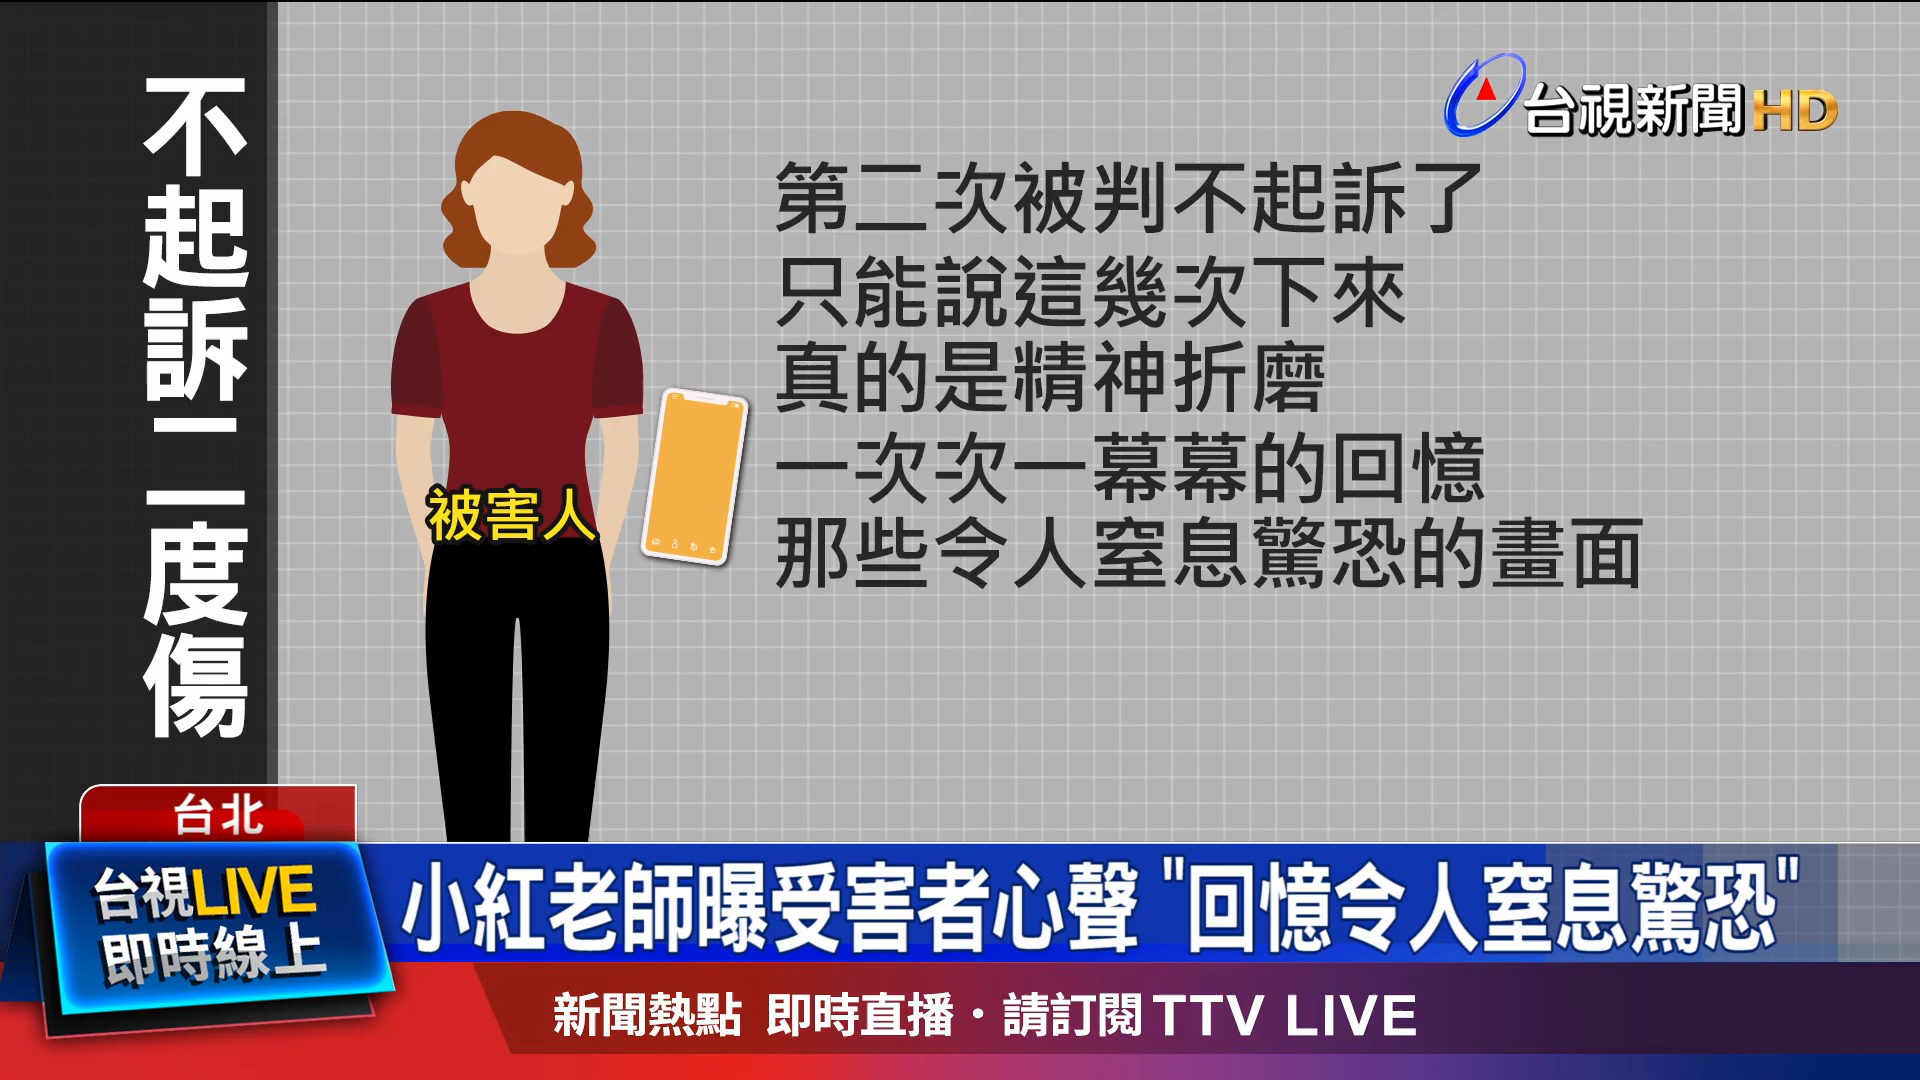 不起訴二度傷
台視新聞HD
第二次被判不起訴了
只能說這幾次下來
真的是精神折磨
一次次一幕幕的回憶
那些令人窒息驚恐的畫面
被害人
台北
台視LIVE
即時線上
小紅老師曝受害者心聲 "回憶令人窒息驚恐"
新聞熱點 即時直播・請訂閱TTV LIVE